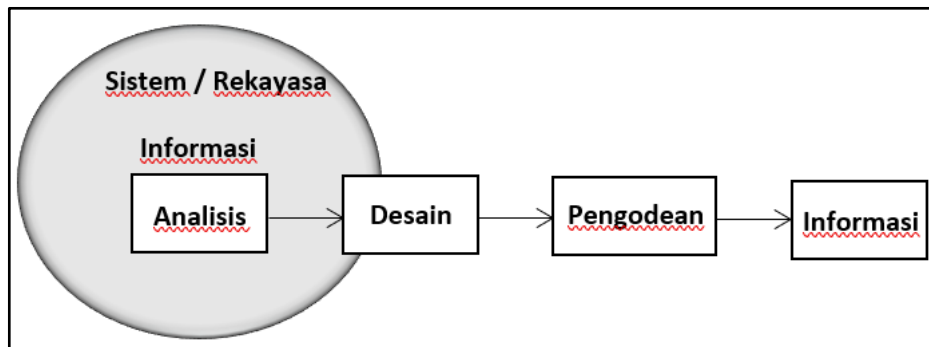 Sistem / Rekayasa
Informasi
Analisis
Desain
Pengodean
Informasi